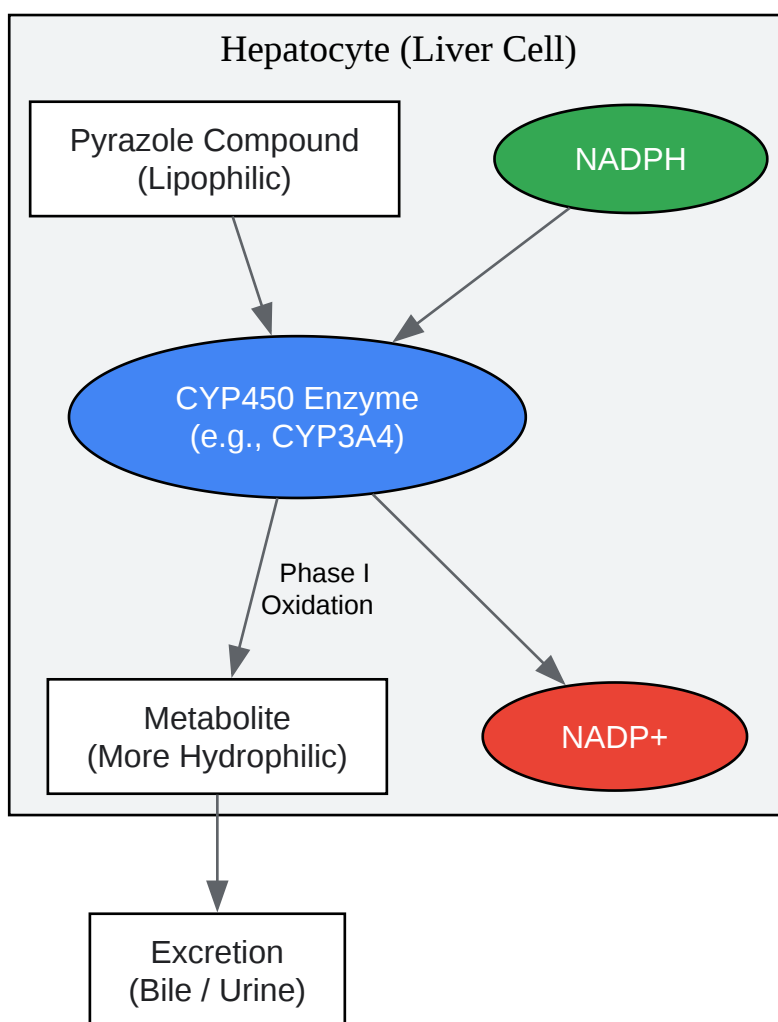 Hepatocyte (Liver Cell)
Pyrazole Compound
(Lipophilic)
NADPH
CYP450 Enzyme
(e.g., CYP3A4)
Phase I
Oxidation
Metabolite
(More Hydrophilic)
NADP+
Excretion
(Bile / Urine)